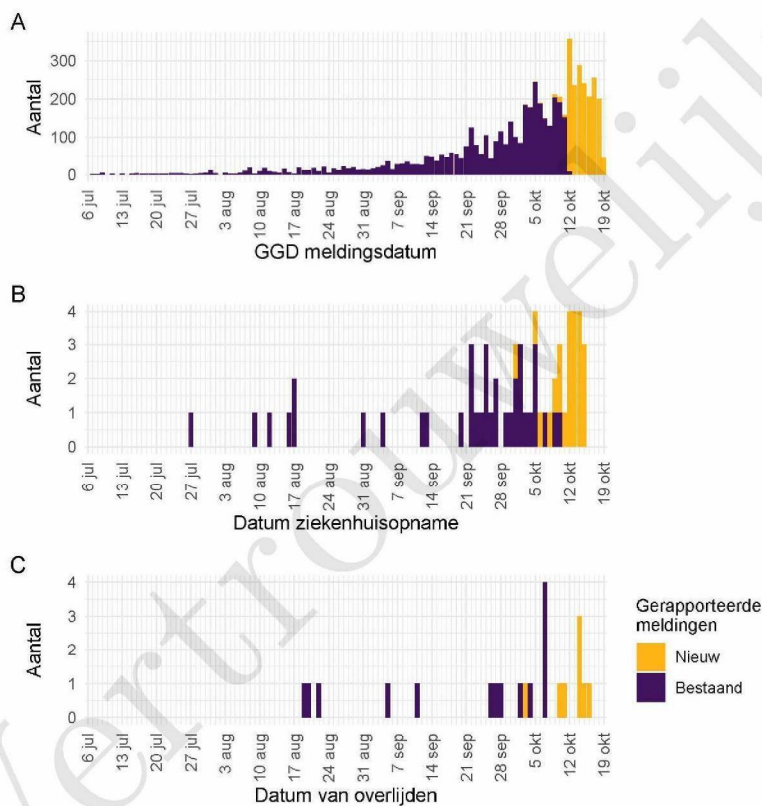 A
300
200
100
0
Aantal
6 jul
13 jul
20 jul
27 jul
3 aug
10 aug
17 aug
24 aug
31 aug
7 sep
14 sep
21 sep
28 sep
5 okt
12 okt
19 okt
GGD meldingsdatum
B
4
3
2
1
0
Aantal
6 jul
13 jul
20 jul
27 jul
3 aug
10 aug
17 aug
24 aug
31 aug
7 sep
14 sep
21 sep
28 sep
5 okt
12 okt
19 okt
Datum ziekenhuisopname
C
4
3
2
1
0
Aantal
6 jul
13 jul
20 jul
27 jul
3 aug
10 aug
17 aug
24 aug
31 aug
7 sep
14 sep
21 sep
28 sep
5 okt
12 okt
19 okt
Datum van overlijden
Gerapporteerde
meldingen
Nieuw
Bestaand
Vertrouwelijk